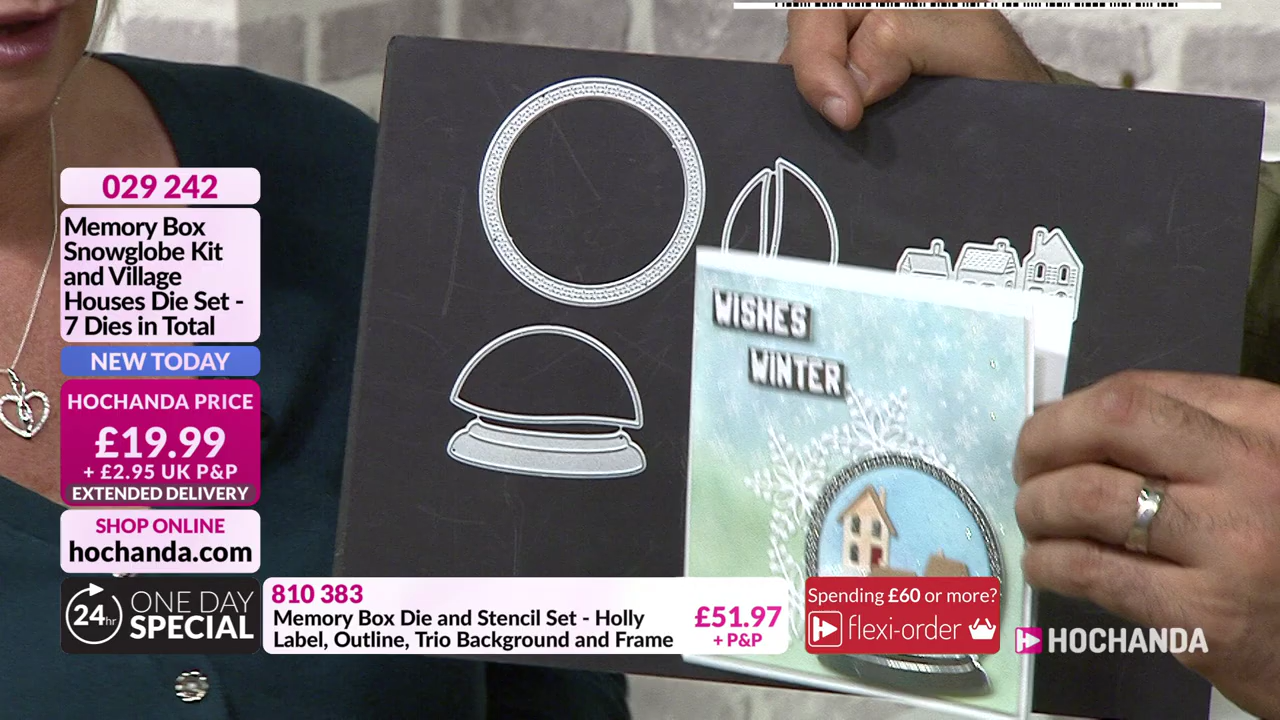 029 242
Memory Box
Snowglobe Kit
and Village
Houses Die Set -
7 Dies in Total
NEW TODAY
HOCHANDA PRICE
£19.99
+ £2.95 UK P&P
EXTENDED DELIVERY
SHOP ONLINE
hochanda.com
WISHES
WINTER
24hr
ONE DAY
SPECIAL
810 383
Memory Box Die and Stencil Set - Holly
Label, Outline, Trio Background and Frame
£51.97
+ P&P
Spending £60 or more?
flexi-order
HOCHANDA